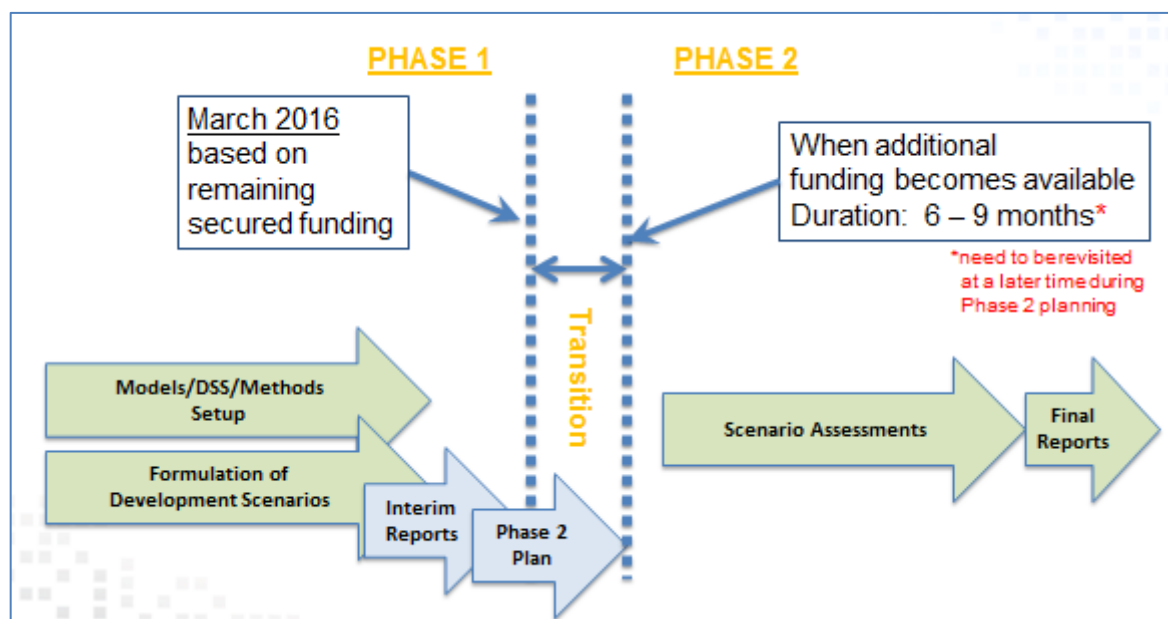 PHASE 1
PHASE 2
March 2016
based on
remaining
secured funding
When additional
funding becomes available
Duration:  6 – 9 months*
*need to be revisited
at a later time during
Phase 2 planning
Transition
Models/DSS/Methods
Setup
Formulation of
Development Scenarios
Interim
Reports
Phase 2
Plan
Scenario Assessments
Final
Reports